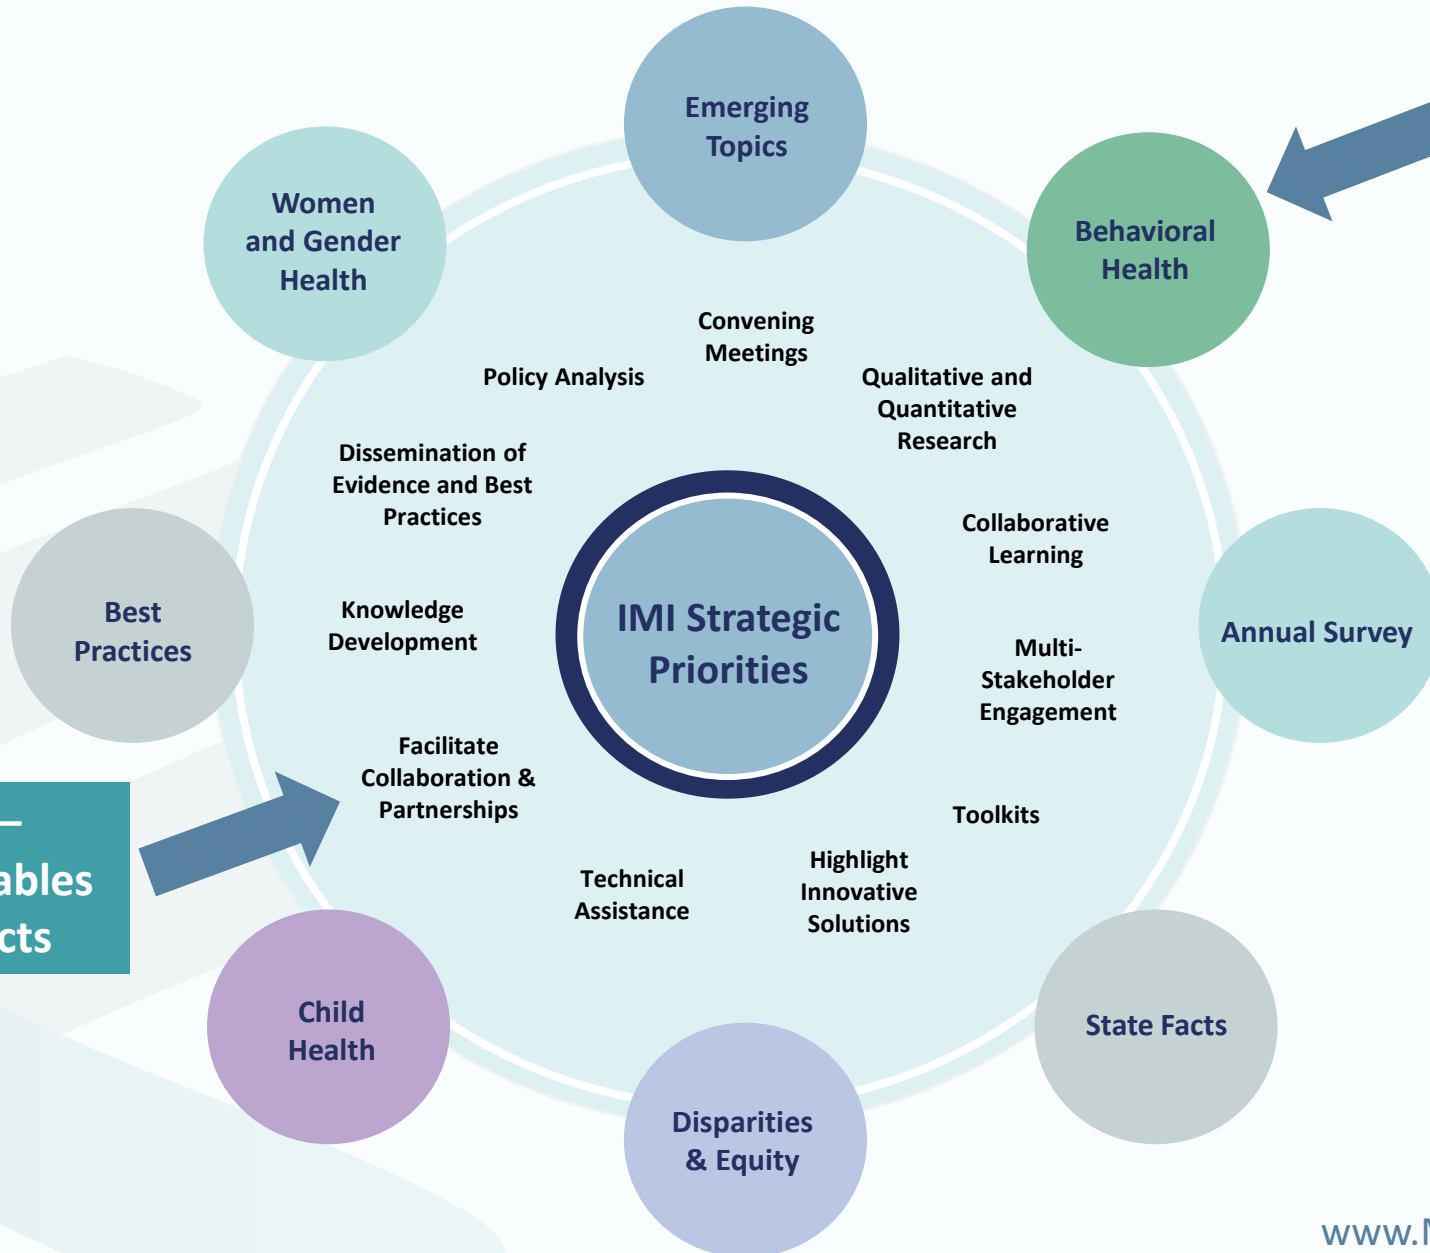 Emerging
Topics
Women
and Gender
Health
Behavioral
Health
Convening
Meetings
Policy Analysis
Qualitative and
Quantitative
Research
Dissemination of
Evidence and Best
Practices
Collaborative
Learning
Best
Practices
Knowledge
Development
IMI Strategic
Priorities
Multi-
Stakeholder
Engagement
Annual Survey
Facilitate
Collaboration &
Partnerships
Toolkits
–
ables
cts
Technical
Assistance
Highlight
Innovative
Solutions
Child
Health
State Facts
Disparities
& Equity
www.